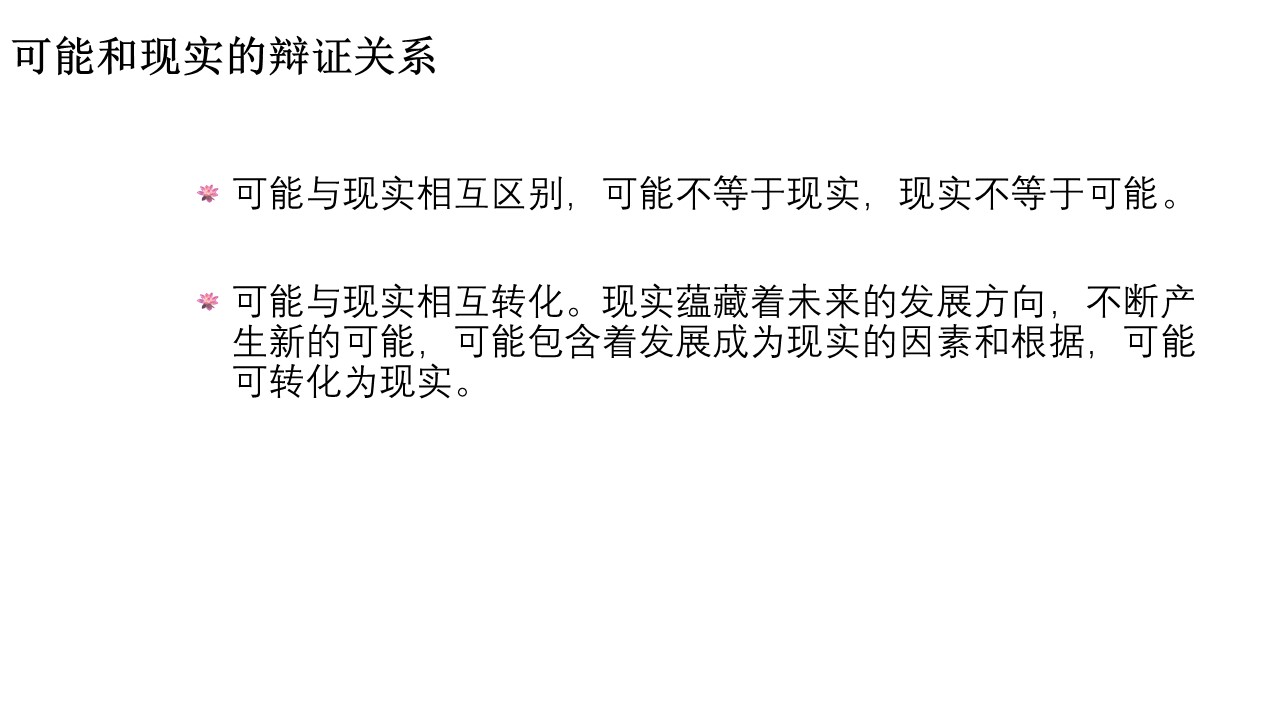 可能和现实的辩证关系
可能与现实相互区别，可能不等于现实，现实不等于可能。
可能与现实相互转化。现实蕴藏着未来的发展方向，不断产
生新的可能，可能包含着发展成为现实的因素和根据，可能
可转化为现实。